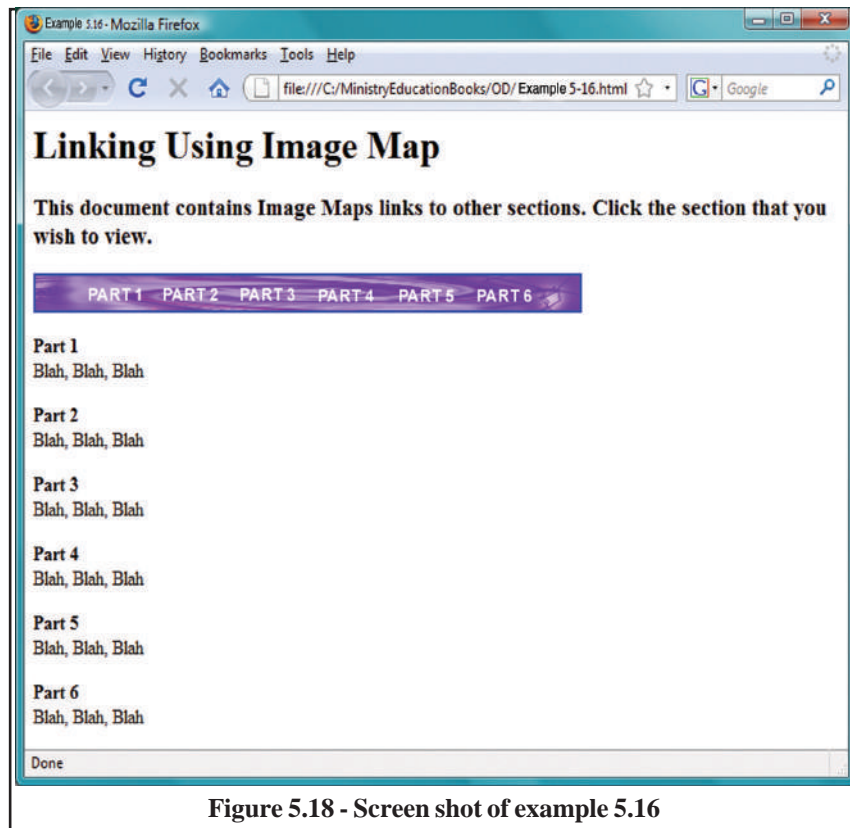 Example 5.16 - Mozilla Firefox
File Edit View History Bookmarks Tools Help
file:///C:/MinistryEducationBooks/OD/Example 5-16.html G Google
Linking Using Image Map
This document contains Image Maps links to other sections. Click the section that you
wish to view.
PART 1 PART 2 PART 3 PART 4 PART 5 PART 6
Part 1
Blah, Blah, Blah
Part 2
Blah, Blah, Blah
Part 3
Blah, Blah, Blah
Part 4
Blah, Blah, Blah
Part 5
Blah, Blah, Blah
Part 6
Blah, Blah, Blah
Done
Figure 5.18 - Screen shot of example 5.16